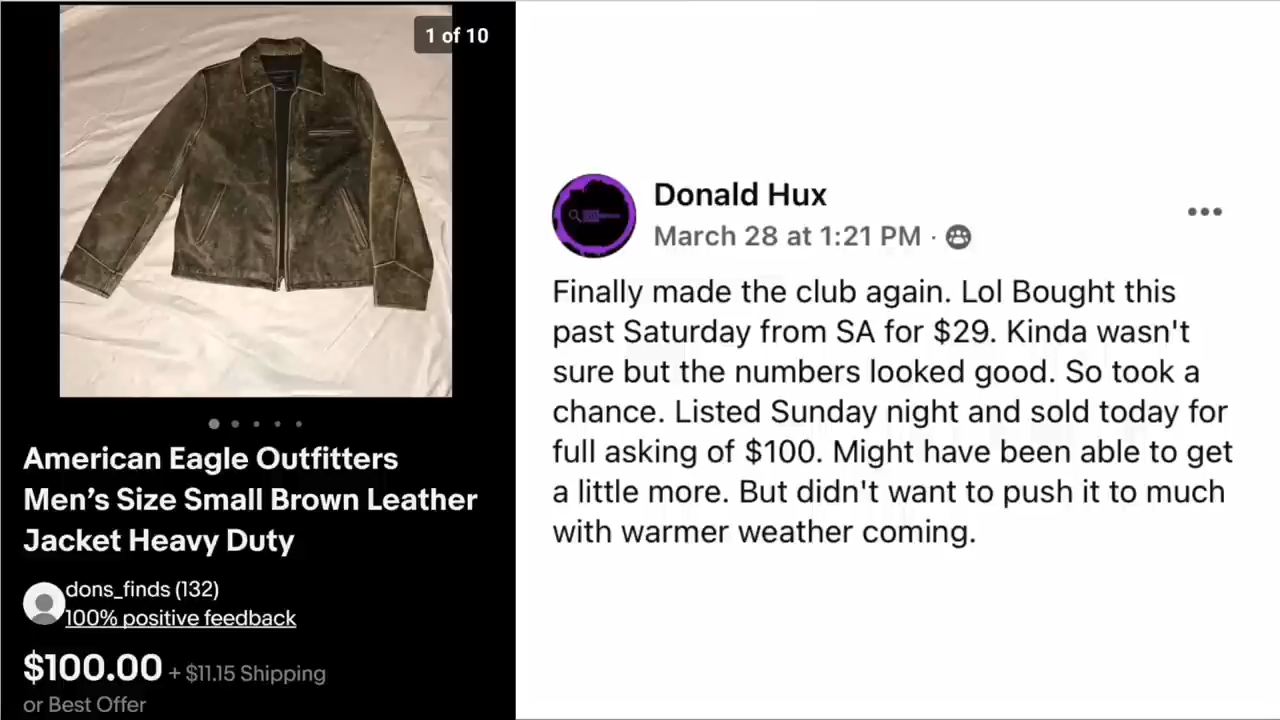 1 of 10
American Eagle Outfitters
Men’s Size Small Brown Leather
Jacket Heavy Duty
dons_finds (132)
100% positive feedback
$100.00 + $11.15 Shipping
or Best Offer
Donald Hux
March 28 at 1:21 PM ·
Finally made the club again. Lol Bought this
past Saturday from SA for $29. Kinda wasn't
sure but the numbers looked good. So took a
chance. Listed Sunday night and sold today for
full asking of $100. Might have been able to get
a little more. But didn't want to push it to much
with warmer weather coming.